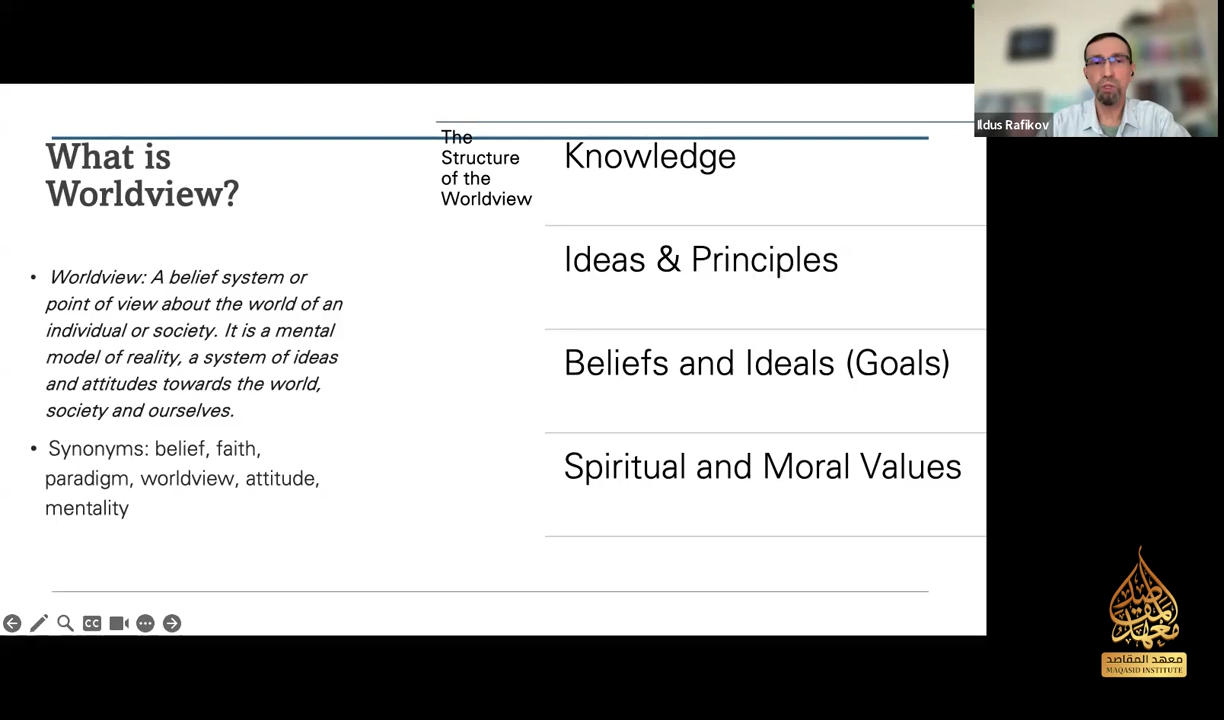 What is
Worldview?
• Worldview: A belief system or
point of view about the world of an
individual or society. It is a mental
model of reality, a system of ideas
and attitudes towards the world,
society and ourselves.
• Synonyms: belief, faith,
paradigm, worldview, attitude,
mentality
The
Structure
of the
Worldview
Knowledge
Ideas & Principles
Beliefs and Ideals (Goals)
Spiritual and Moral Values
Ildus Rafikov
CC
معهد المقاصد
معهد المقاصد
MAQASID INSTITUTE